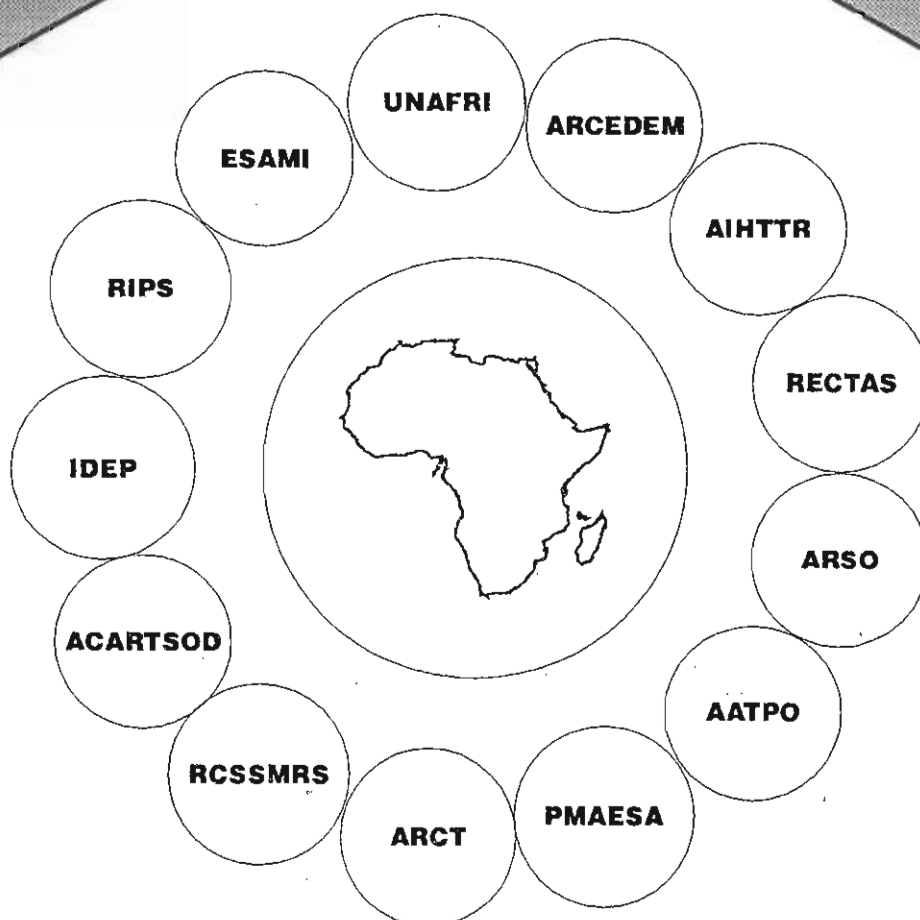 UNAFRI
ARCEDEM
AIHTTR
RECTAS
ARSO
AATPO
PMAESA
ARCT
RCSSMRS
ACARTSOD
IDEP
RIPS
ESAMI